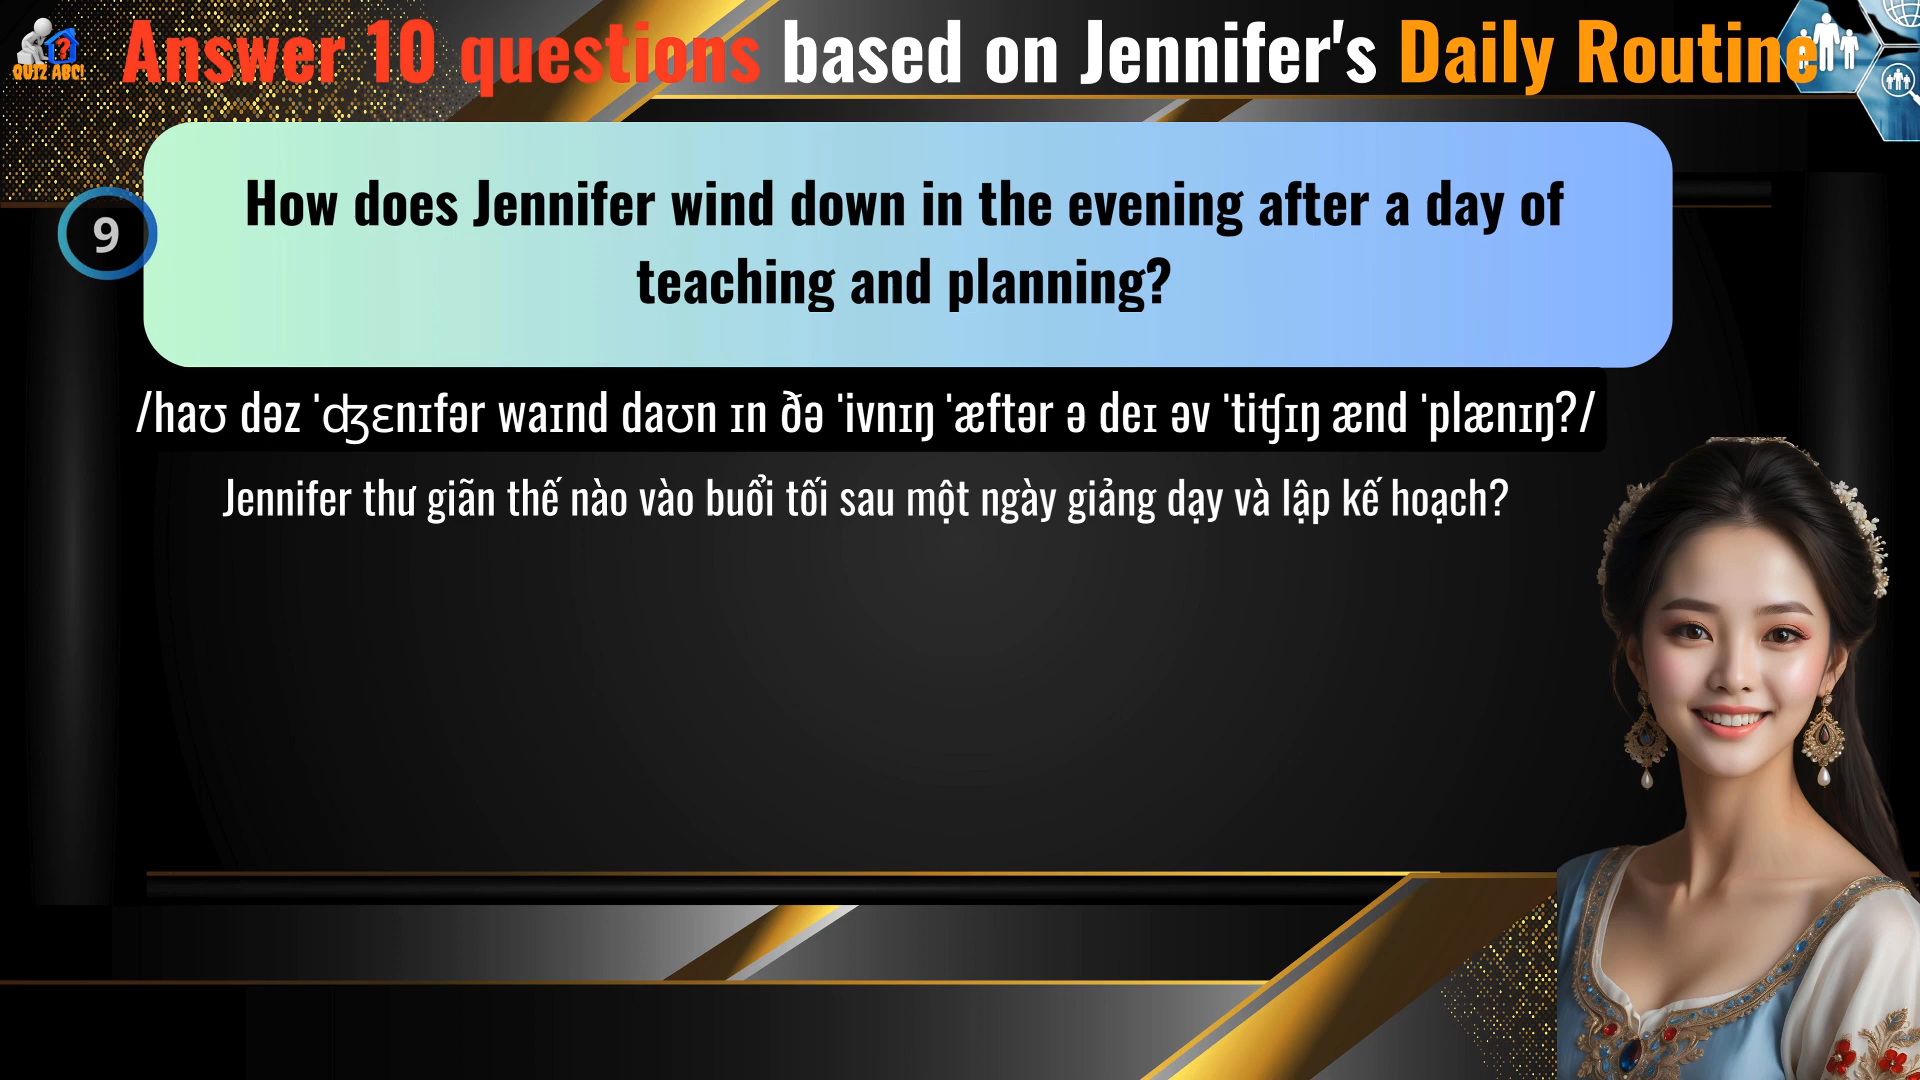 QUIZ ABC!
?
Answer 10 questions based on Jennifer's Daily Routine
9
How does Jennifer wind down in the evening after a day of
teaching and planning?
/haʊ dəz ˈʤɛnɪfər waɪnd daʊn ɪn ðə ˈivnɪŋ ˈæftər ə deɪ əv ˈtiʧɪŋ ænd ˈplænɪŋ?/
Jennifer thư giãn thế nào vào buổi tối sau một ngày giảng dạy và lập kế hoạch?